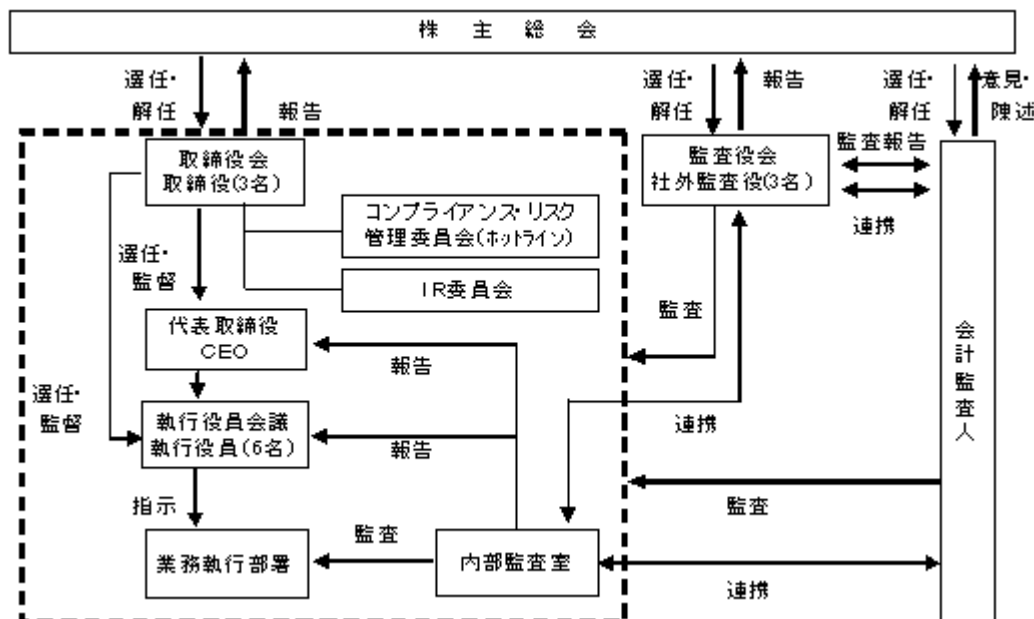 株主総会
選任・
解任
報告
選任・
解任
報告
選任・
解任
意見・
陳述
取締役会
取締役(3名)
監査役会
社外監査役(3名)
監査報告
連携
コンプライアンス・リスク
管理委員会(ホットライン)
IR委員会
選任・
監督
監査
代表取締役
CEO
報告
会計監査人
選任・
監督
執行役員会議
執行役員(6名)
報告
連携
指示
監査
監査
業務執行部署
内部監査室
連携